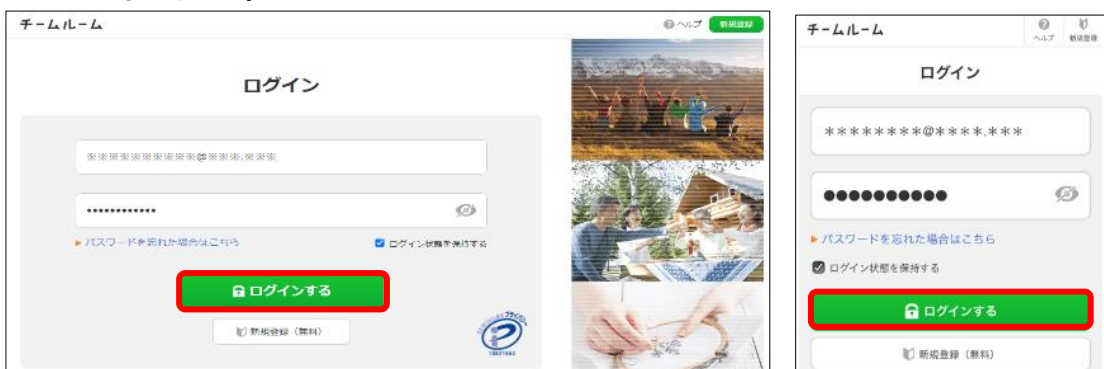 チームルーム
ヘルプ 新規登録
ログイン
※※※※※※※※※※@※※※.※※※
••••••••••••
パスワードを忘れた場合はこちら
ログイン状態を保持する
ログインする
新規登録（無料）
チームルーム
ヘルプ 新規登録
ログイン
********@****.***
●●●●●●●●●●
パスワードを忘れた場合はこちら
ログイン状態を保持する
ログインする
新規登録（無料）